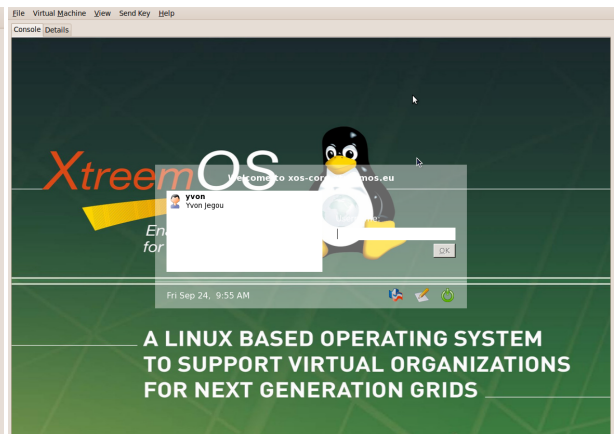 File Virtual Machine View Send Key Help
Console Details
XtreemOS
Welcome to xos-cor
mos.eu
yvon
Yvon Jegou
En
for
OK
Fri Sep 24, 9:55 AM
A LINUX BASED OPERATING SYSTEM
TO SUPPORT VIRTUAL ORGANIZATIONS
FOR NEXT GENERATION GRIDS